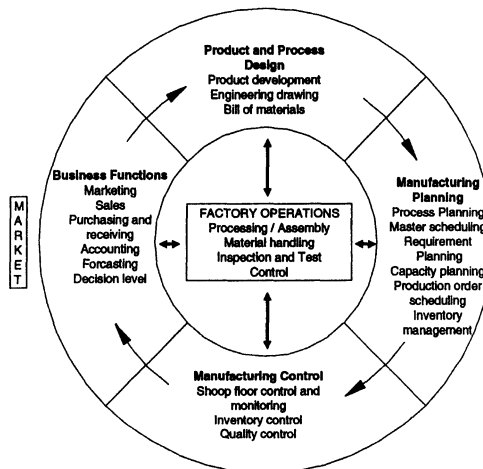 Product and Process
Design
Product development
Engineering drawing
Bill of materials
Business Functions
Marketing
Sales
Purchasing and
receiving
Accounting
Forcasting
Decision level
MARKET
FACTORY OPERATIONS
Processing / Assembly
Material handling
Inspection and Test
Control
Manufacturing
Planning
Process Planning
Master scheduling
Requirement
Planning
Capacity planning
Production order
scheduling
Inventory
management
Manufacturing Control
Shoop floor control and
monitoring
Inventory control
Quality control